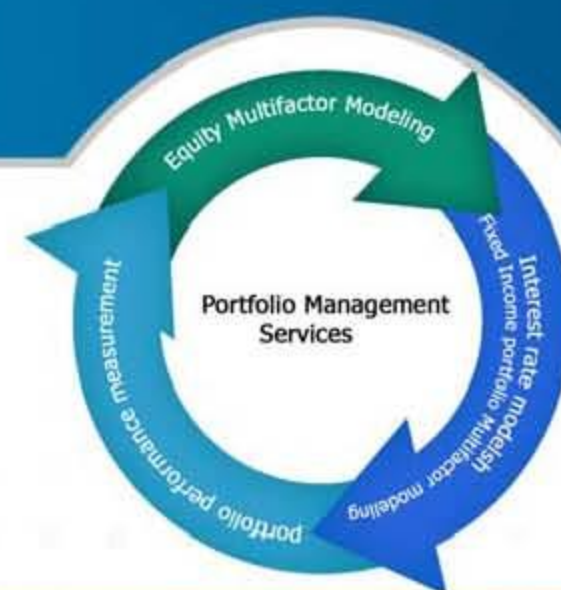 Equity Multifactor Modeling
Interest rate modelsh
Fixed Income portfolio Multifactor modeling
portfolio performance measurement
Portfolio Management
Services